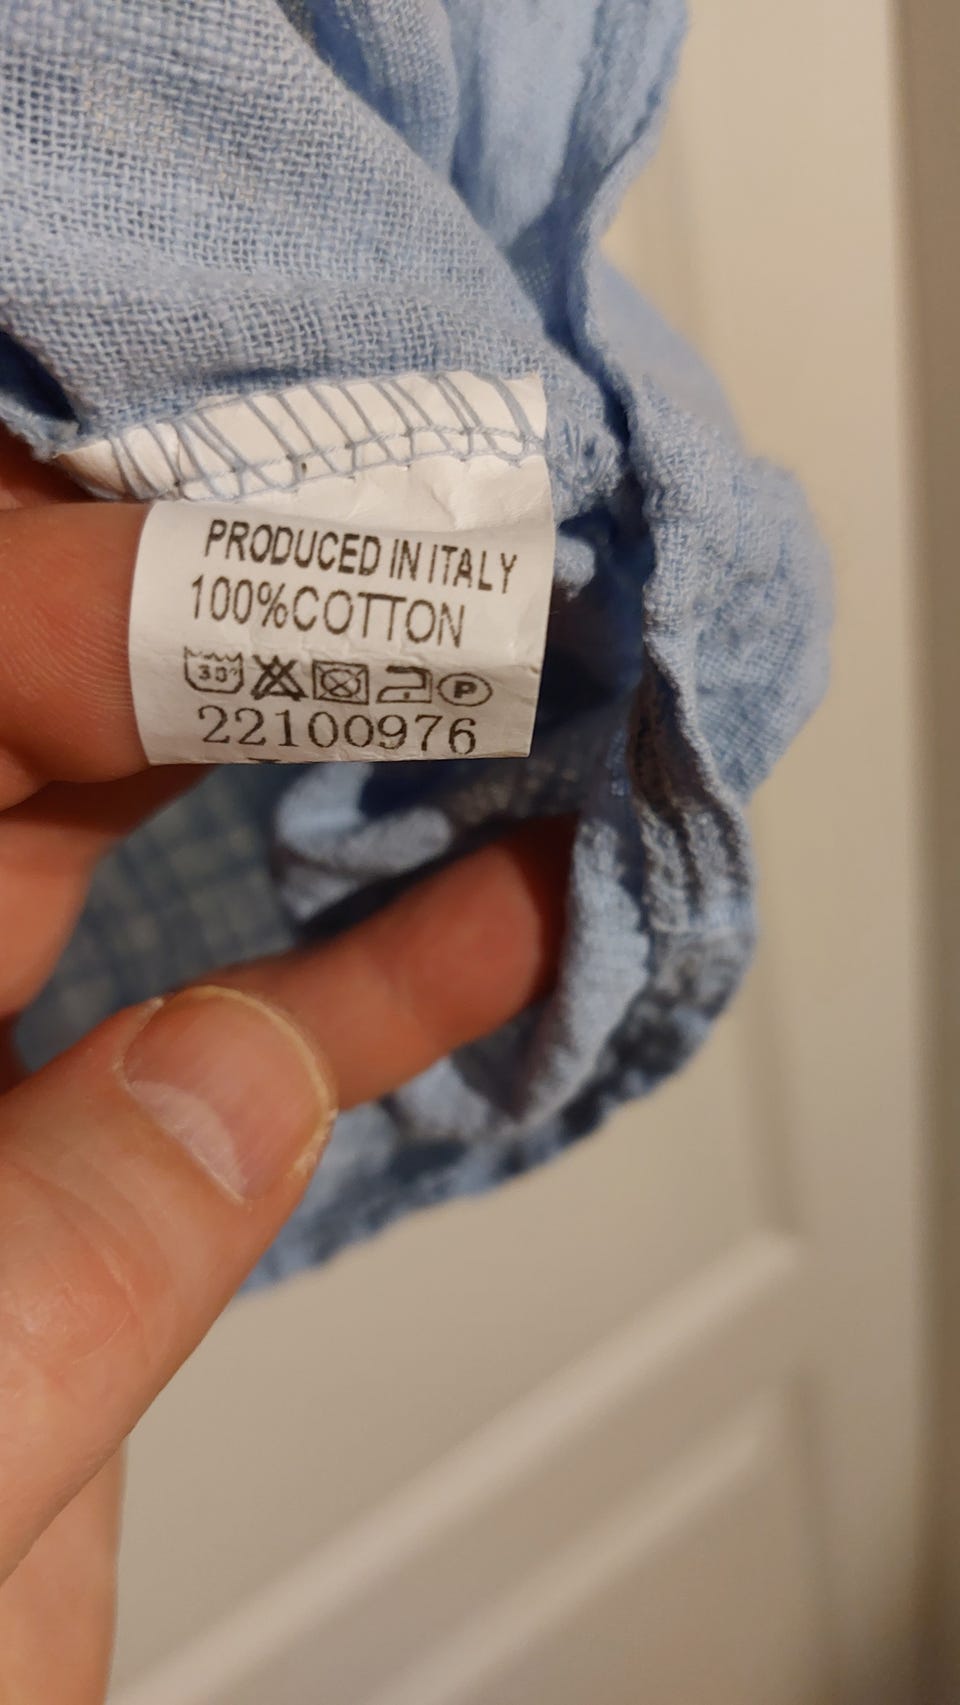 PRODUCED IN ITALY
100%COTTON
30° P
22100976